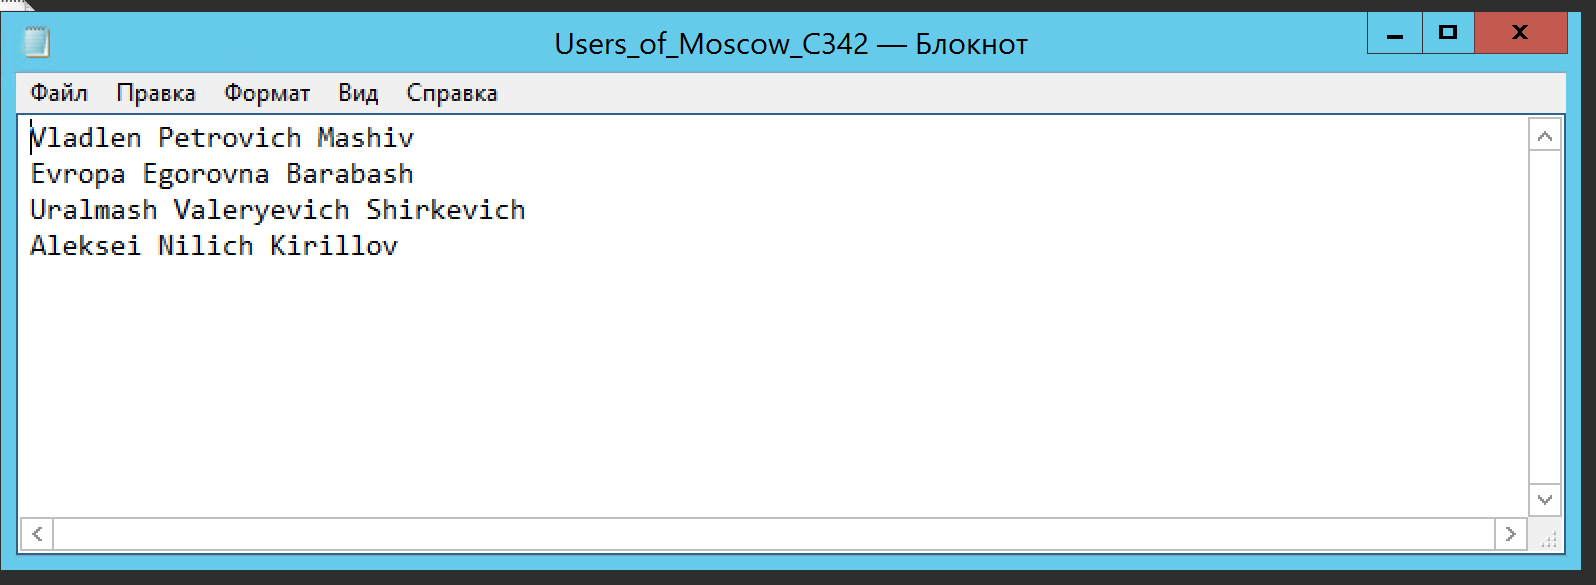 Users_of_Moscow_C342 — Блокнот
Файл Правка Формат Вид Справка
Vladlen Petrovich Mashiv
Evropa Egorovna Barabash
Uralmash Valeryevich Shirkevich
Aleksei Nilich Kirillov